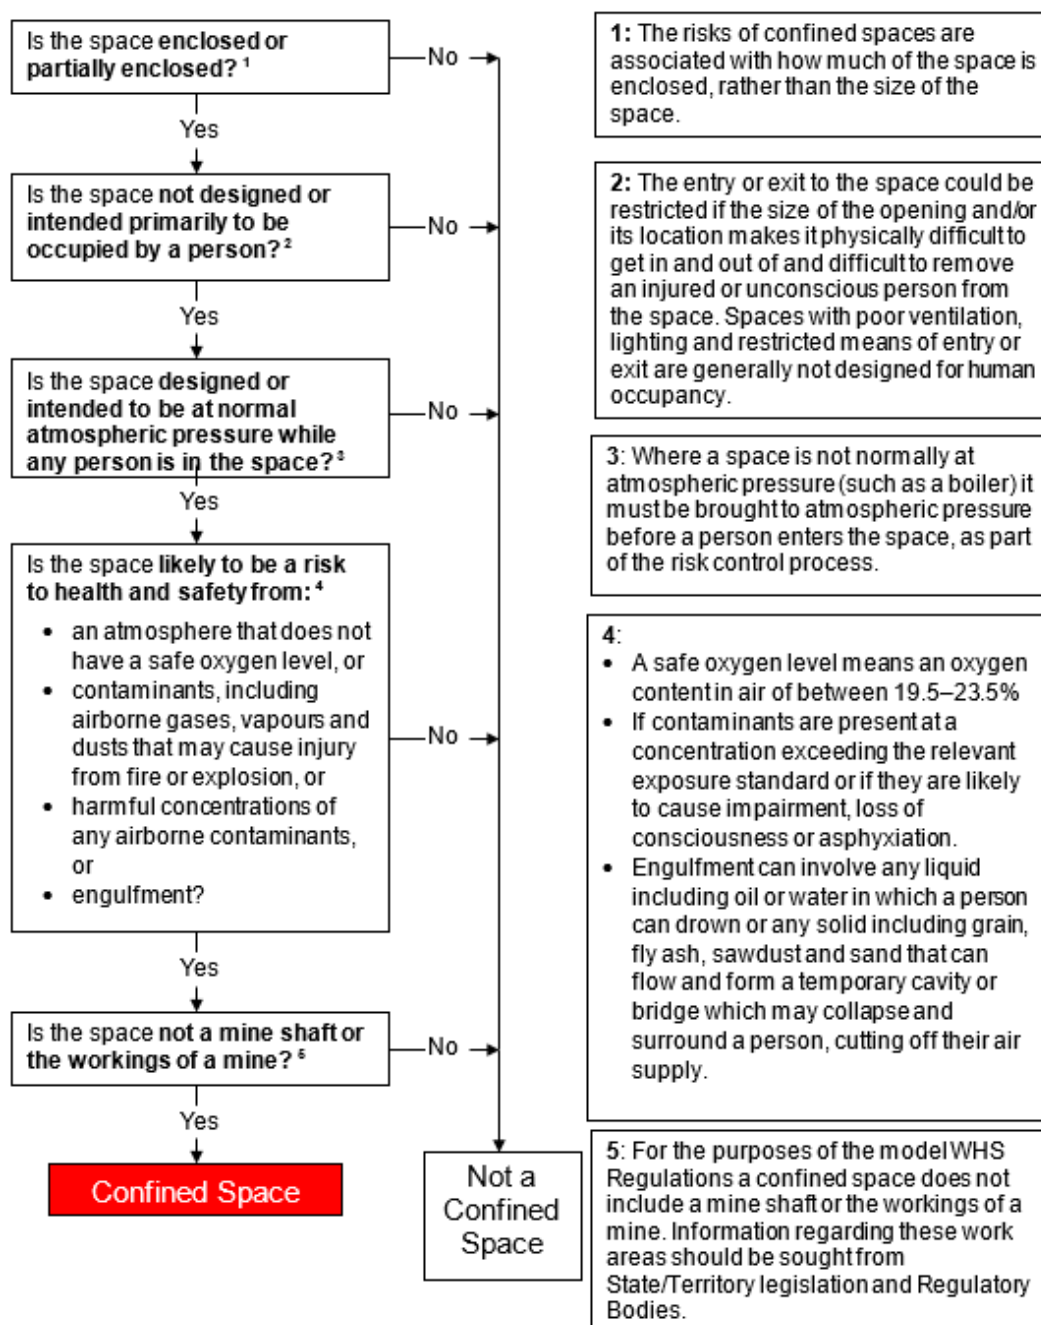 Is the space enclosed or
partially enclosed? 1
No
Yes
Is the space not designed or
intended primarily to be
occupied by a person? 2
No
Yes
Is the space designed or
intended to be at normal
atmospheric pressure while
any person is in the space? 3
No
Yes
Is the space likely to be a risk
to health and safety from: 4
• an atmosphere that does not
have a safe oxygen level, or
• contaminants, including
airborne gases, vapours and
dusts that may cause injury
from fire or explosion, or
• harmful concentrations of
any airborne contaminants,
or
• engulfment?
No
Yes
Is the space not a mine shaft or
the workings of a mine? 5
No
Yes
Confined Space
Not a
Confined
Space
1: The risks of confined spaces are
associated with how much of the space is
enclosed, rather than the size of the
space.
2: The entry or exit to the space could be
restricted if the size of the opening and/or
its location makes it physically difficult to
get in and out of and difficult to remove
an injured or unconscious person from
the space. Spaces with poor ventilation,
lighting and restricted means of entry or
exit are generally not designed for human
occupancy.
3: Where a space is not normally at
atmospheric pressure (such as a boiler) it
must be brought to atmospheric pressure
before a person enters the space, as part
of the risk control process.
4:
• A safe oxygen level means an oxygen
content in air of between 19.5–23.5%
• If contaminants are present at a
concentration exceeding the relevant
exposure standard or if they are likely
to cause impairment, loss of
consciousness or asphyxiation.
• Engulfment can involve any liquid
including oil or water in which a person
can drown or any solid including grain,
fly ash, sawdust and sand that can
flow and form a temporary cavity or
bridge which may collapse and
surround a person, cutting off their air
supply.
5: For the purposes of the model WHS
Regulations a confined space does not
include a mine shaft or the workings of a
mine. Information regarding these work
areas should be sought from
State/Territory legislation and Regulatory
Bodies.